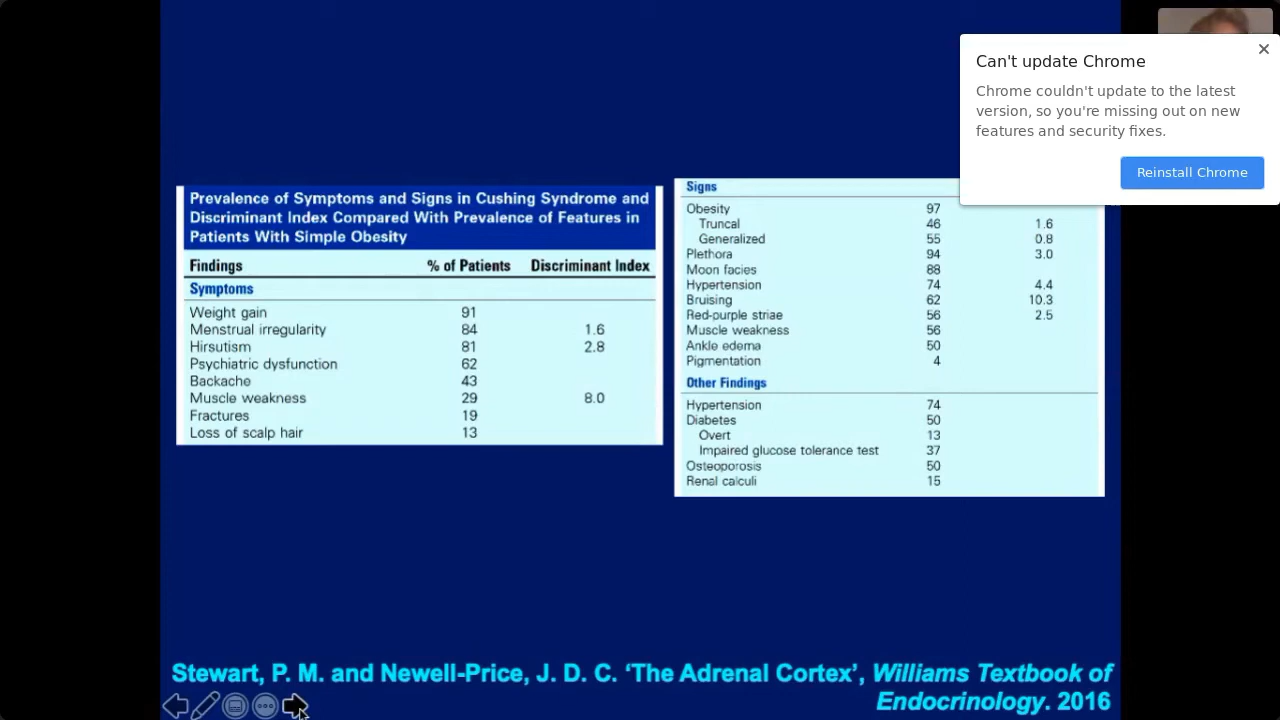 Can't update Chrome
Chrome couldn't update to the latest
version, so you're missing out on new
features and security fixes.
Reinstall Chrome
Prevalence of Symptoms and Signs in Cushing Syndrome and
Discriminant Index Compared With Prevalence of Features in
Patients With Simple Obesity
Findings % of Patients Discriminant Index
Symptoms
Weight gain 91
Menstrual irregularity 84 1.6
Hirsutism 81 2.8
Psychiatric dysfunction 62
Backache 43
Muscle weakness 29 8.0
Fractures 19
Loss of scalp hair 13
Signs
Obesity 97
Truncal 46 1.6
Generalized 55 0.8
Plethora 94 3.0
Moon facies 88
Hypertension 74 4.4
Bruising 62 10.3
Red-purple striae 56 2.5
Muscle weakness 56
Ankle edema 50
Pigmentation 4
Other Findings
Hypertension 74
Diabetes 50
Overt 13
Impaired glucose tolerance test 37
Osteoporosis 50
Renal calculi 15
Stewart, P. M. and Newell-Price, J. D. C. ‘The Adrenal Cortex’, Williams Textbook of
Endocrinology. 2016